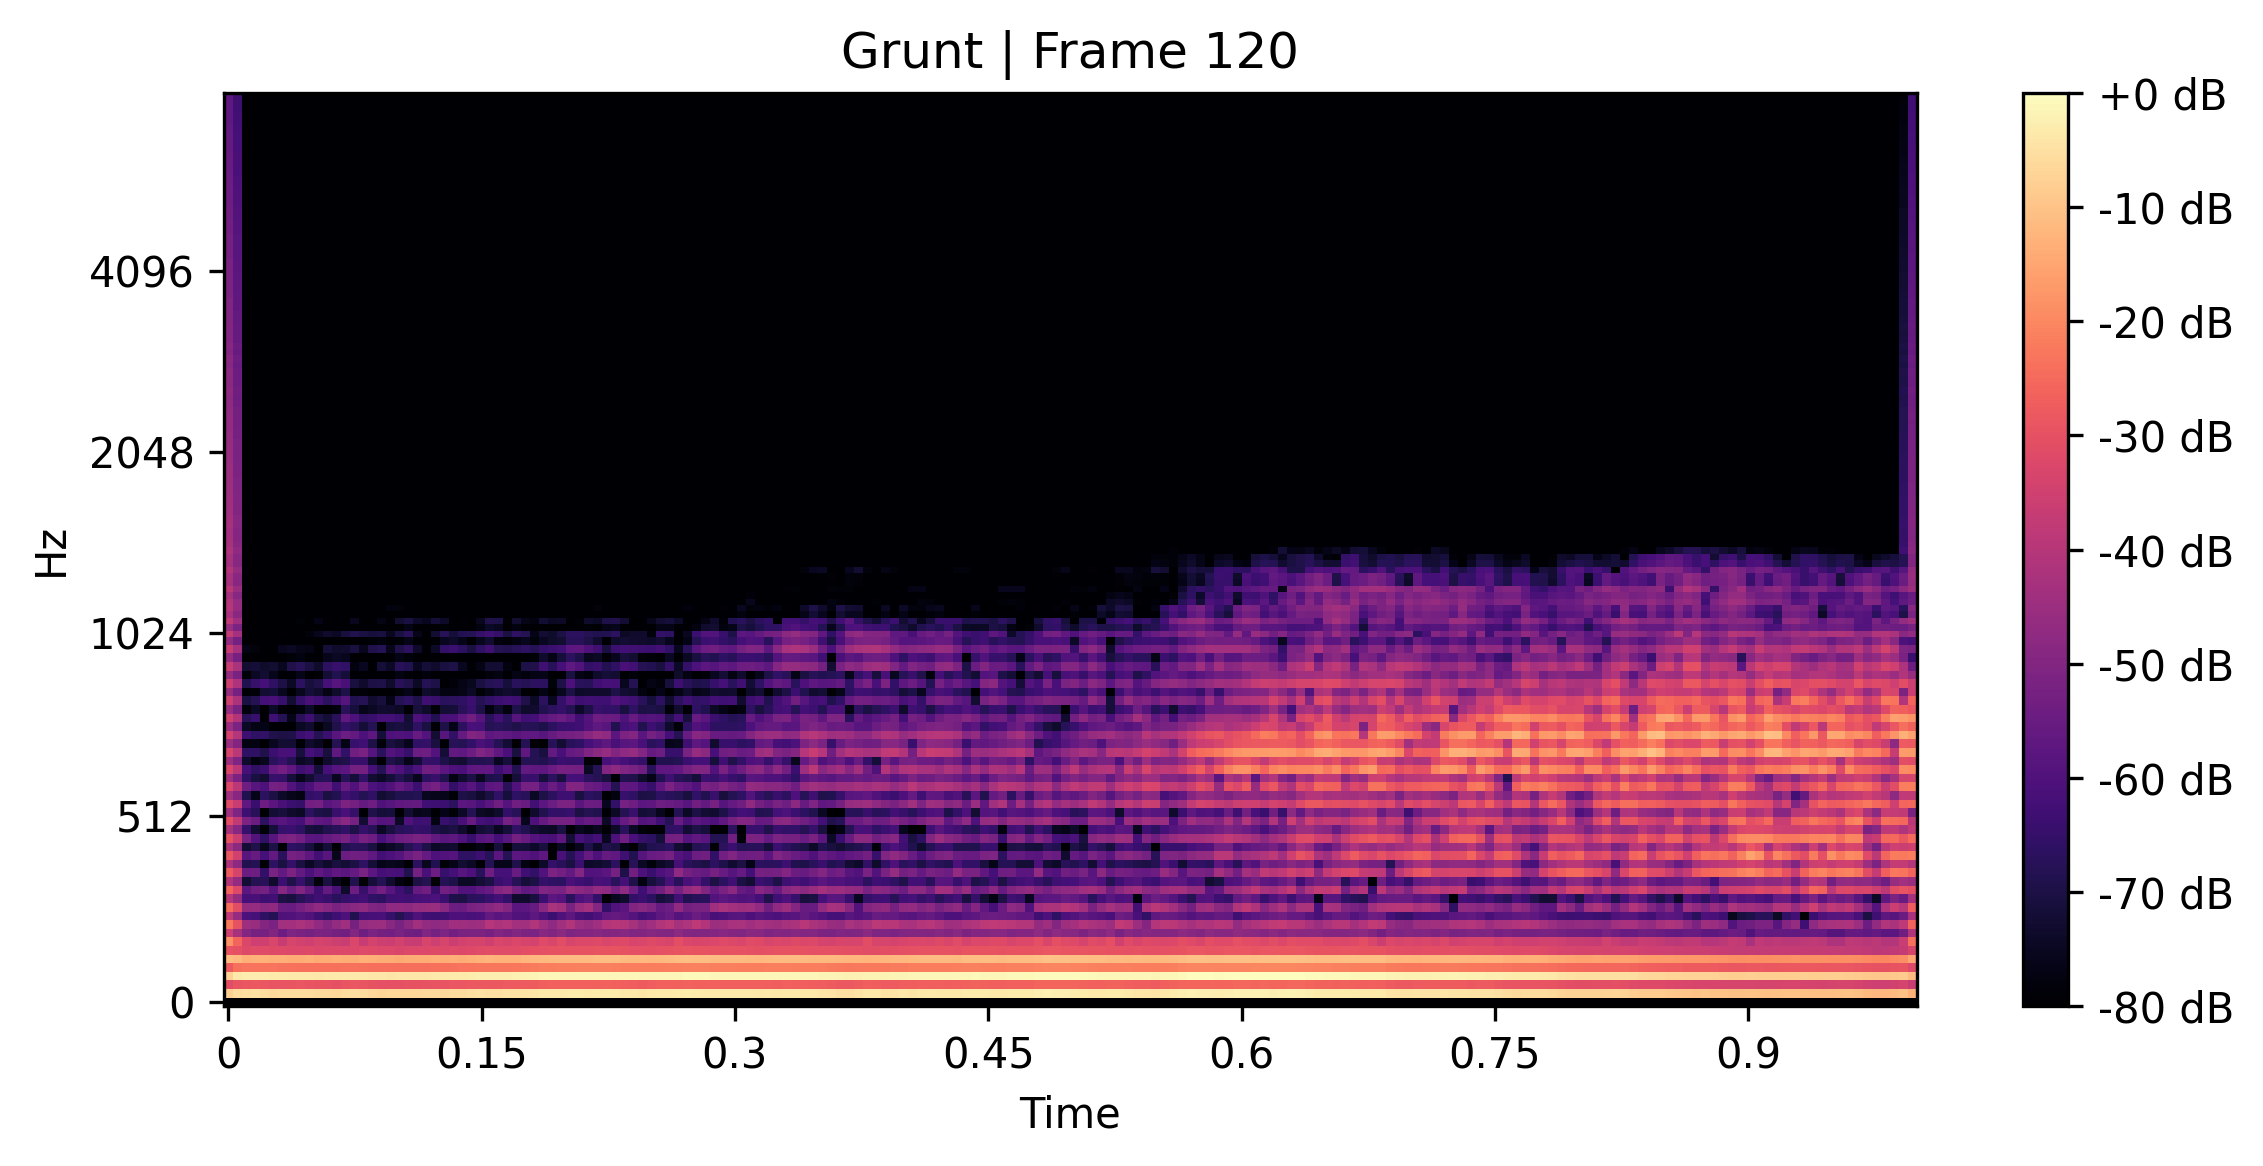 Grunt | Frame 120
Hz
4096
2048
1024
512
0
0 0.15 0.3 0.45 0.6 0.75 0.9
Time
+0 dB
-10 dB
-20 dB
-30 dB
-40 dB
-50 dB
-60 dB
-70 dB
-80 dB